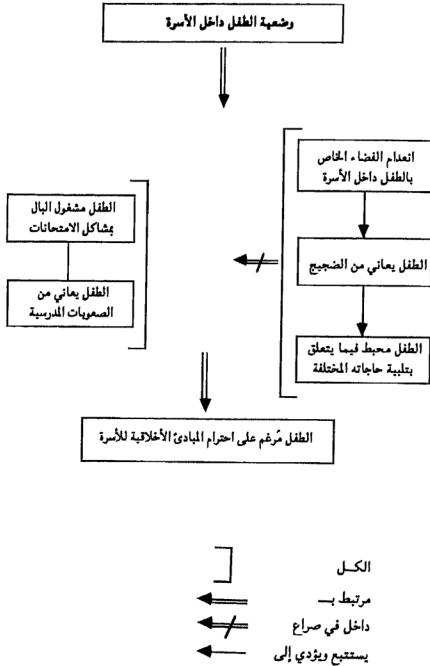 وضعية الطفل داخل الأسرة
انعدام الفضاء الخاص
بالطفل داخل الأسرة
الطفل يعاني من الضجيج
الطفل محبط فيما يتعلق
بتلبية حاجاته المختلفة
الطفل مشغول البال
بمشاكل الامتحانات
الطفل يعاني من
الصعوبات المدرسية
الطفل مُرغم على احترام المبادئ الأخلاقية للأسرة
الكــل
مرتبط بــ
داخل في صراع
يستتبع ويؤدي إلى